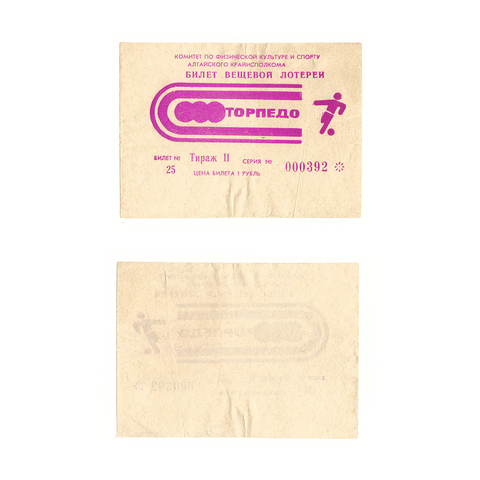 КОМИТЕТ ПО ФИЗИЧЕСКОЙ КУЛЬТУРЕ И СПОРТУ
АЛТАЙСКОГО КРАЙИСПОЛКОМА
БИЛЕТ ВЕЩЕВОЙ ЛОТЕРЕИ
ТОРПЕДО
БИЛЕТ № Тираж II СЕРИЯ № 000392 *
25 ЦЕНА БИЛЕТА 1 РУБЛЬ